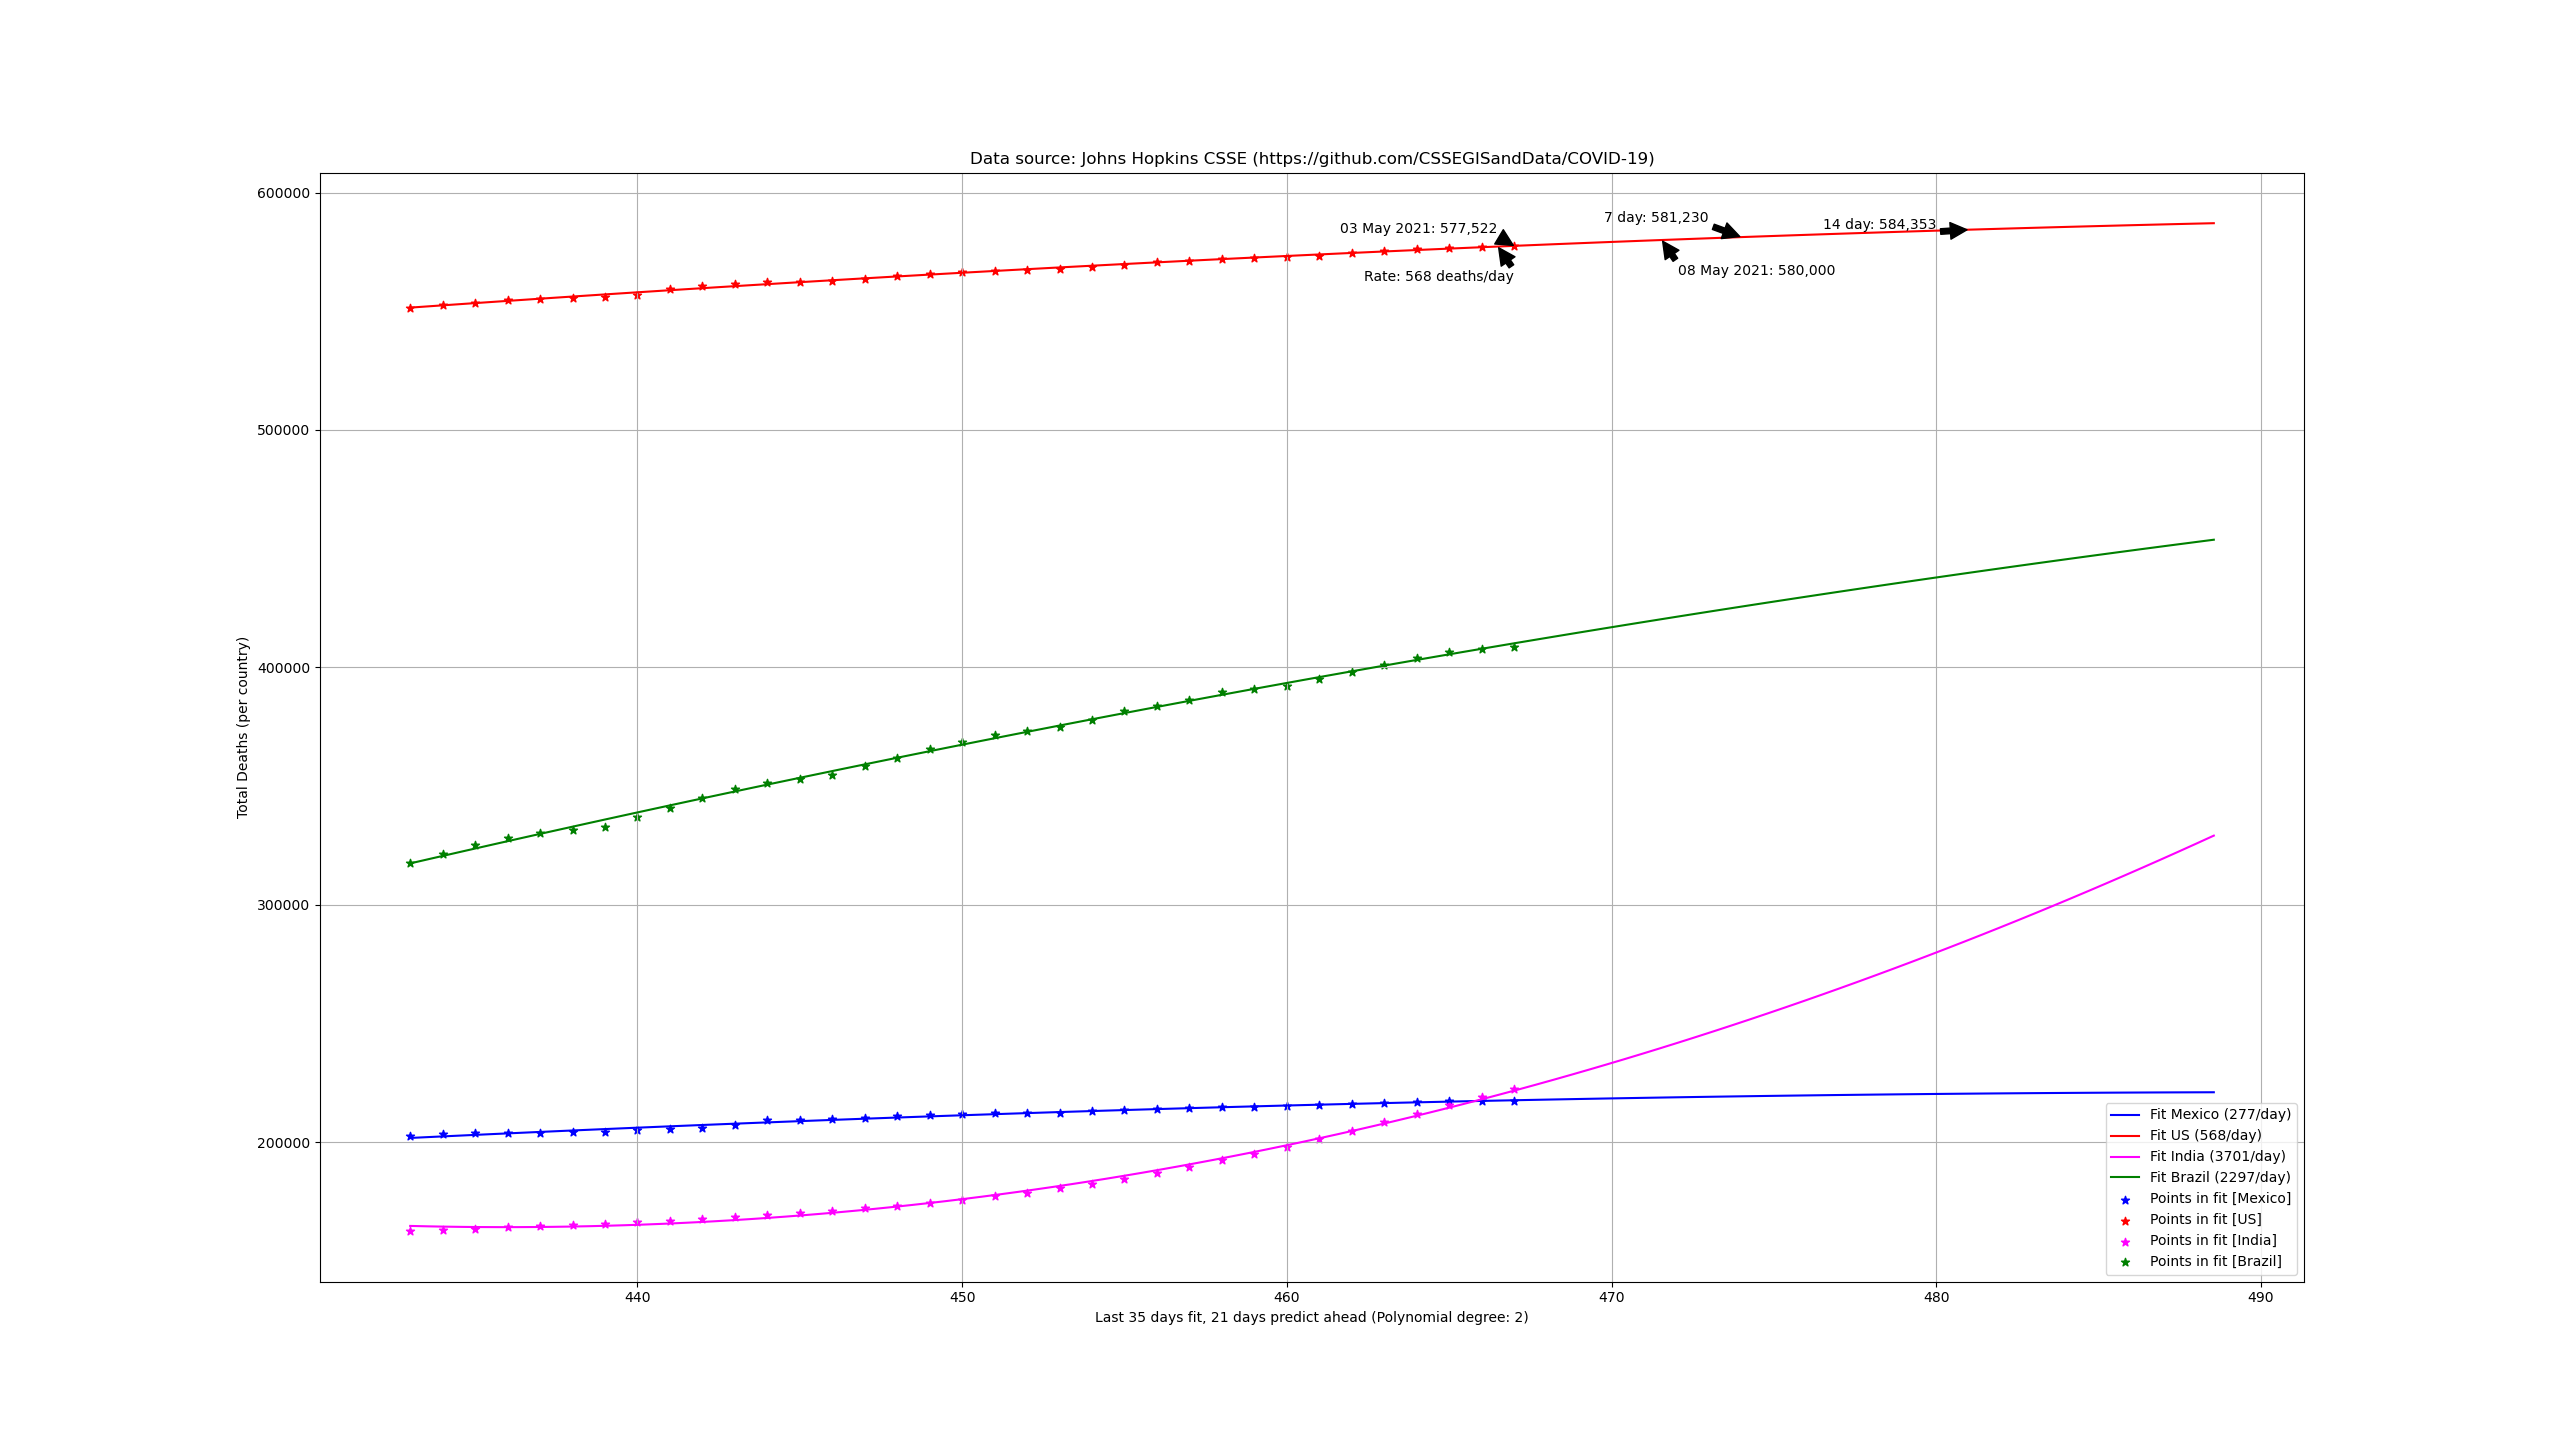 Data source: Johns Hopkins CSSE (https://github.com/CSSEGISandData/COVID-19)
600000
500000
400000
300000
200000
Total Deaths (per country)
03 May 2021: 577,522
7 day: 581,230
14 day: 584,353
Rate: 568 deaths/day
08 May 2021: 580,000
Fit Mexico (277/day)
Fit US (568/day)
Fit India (3701/day)
Fit Brazil (2297/day)
Points in fit [Mexico]
Points in fit [US]
Points in fit [India]
Points in fit [Brazil]
440 450 460 470 480 490
Last 35 days fit, 21 days predict ahead (Polynomial degree: 2)